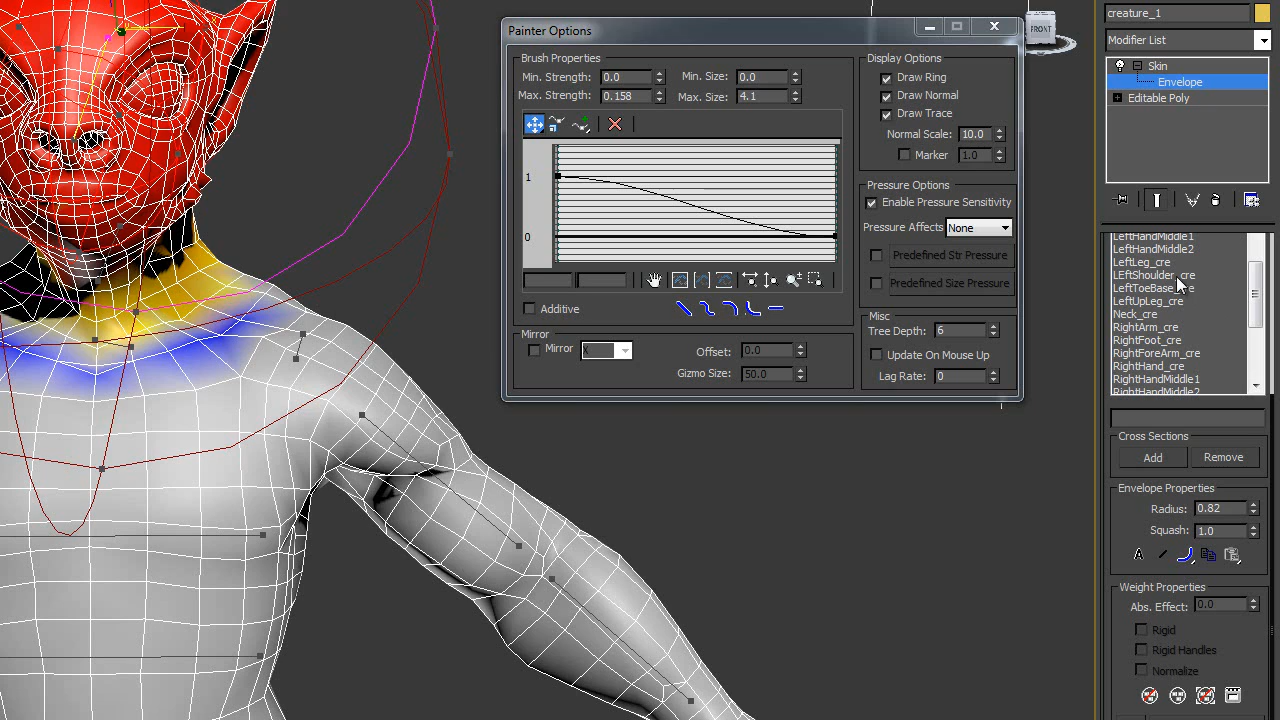 Painter Options
Brush Properties
Min. Strength: 0.0 Min. Size: 0.0
Max. Strength: 0.158 Max. Size: 4.1
1
0
Additive
Mirror
Mirror X Offset: 0.0
Gizmo Size: 50.0
Display Options
Draw Ring
Draw Normal
Draw Trace
Normal Scale: 10.0
Marker 1.0
Pressure Options
Enable Pressure Sensitivity
Pressure Affects None
Predefined Str Pressure
Predefined Size Pressure
Misc
Tree Depth: 6
Update On Mouse Up
Lag Rate: 0
FRONT
creature_1
Modifier List
Skin
Envelope
Editable Poly
LeftHandMiddle1
LeftHandMiddle2
LeftLeg_cre
LEftShoulder_cre
LeftToeBase_cre
LeftUpLeg_cre
Neck_cre
RightArm_cre
RightFoot_cre
RightForeArm_cre
RightHand_cre
RightHandMiddle1
RightHandMiddle2
Cross Sections
Add Remove
Envelope Properties
Radius: 0.82
Squash: 1.0
A
Weight Properties
Abs. Effect: 0.0
Rigid
Rigid Handles
Normalize